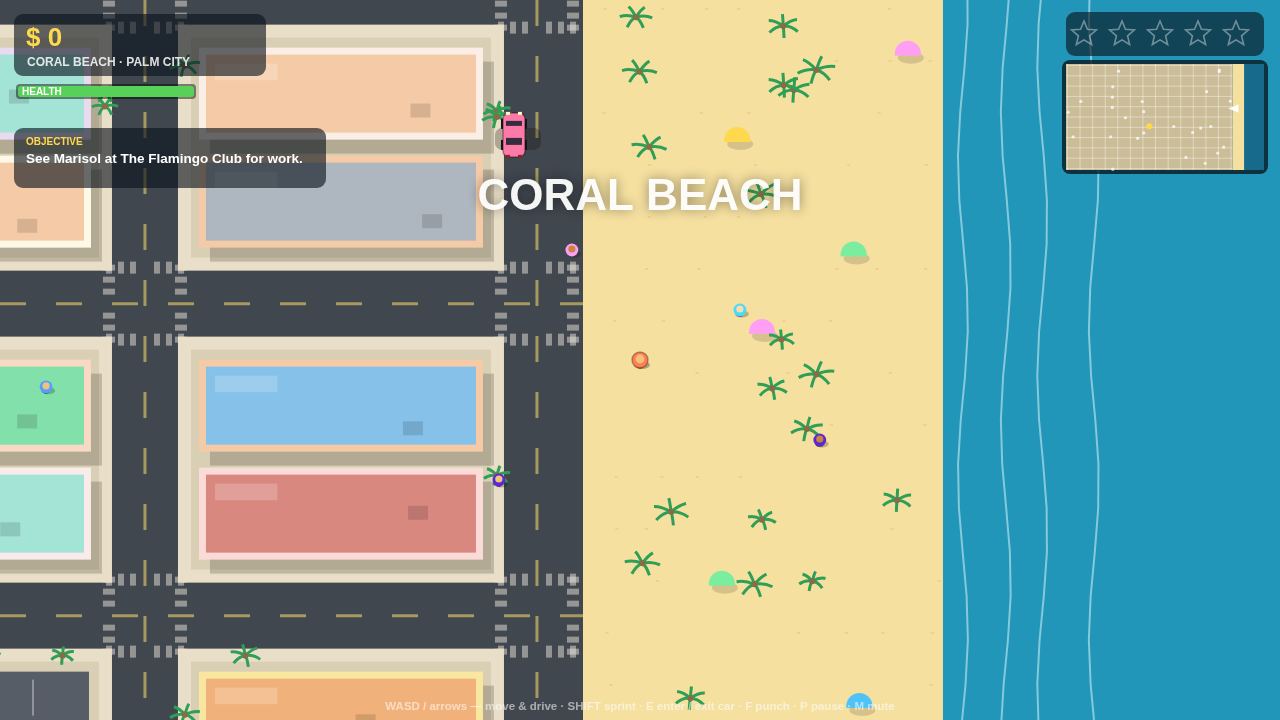 $ 0
CORAL BEACH · PALM CITY
HEALTH
OBJECTIVE
See Marisol at The Flamingo Club for work.
CORAL BEACH
WASD / arrows — move & drive · SHIFT sprint · E enter / exit car · F punch · P pause · M mute